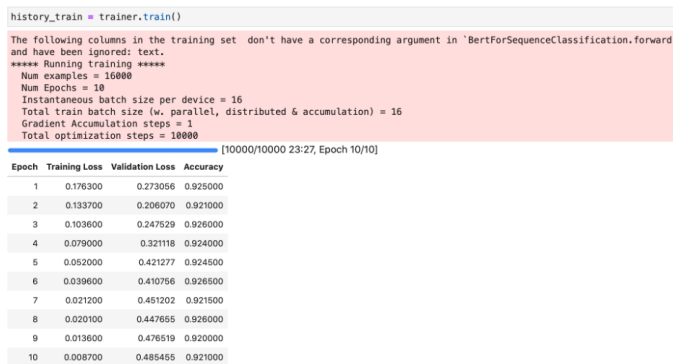 history_train = trainer.train()
The following columns in the training set  don't have a corresponding argument in `BertForSequenceClassification.forward
and have been ignored: text.
***** Running training *****
  Num examples = 16000
  Num Epochs = 10
  Instantaneous batch size per device = 16
  Total train batch size (w. parallel, distributed & accumulation) = 16
  Gradient Accumulation steps = 1
  Total optimization steps = 10000
[10000/10000 23:27, Epoch 10/10]
Epoch Training Loss Validation Loss Accuracy
1 0.176300 0.273056 0.925000
2 0.133700 0.206070 0.921000
3 0.103600 0.247529 0.926000
4 0.079000 0.321118 0.924000
5 0.052000 0.421277 0.924500
6 0.039600 0.410756 0.926500
7 0.021200 0.451202 0.921500
8 0.020100 0.447655 0.926000
9 0.013600 0.476519 0.920000
10 0.008700 0.485455 0.921000